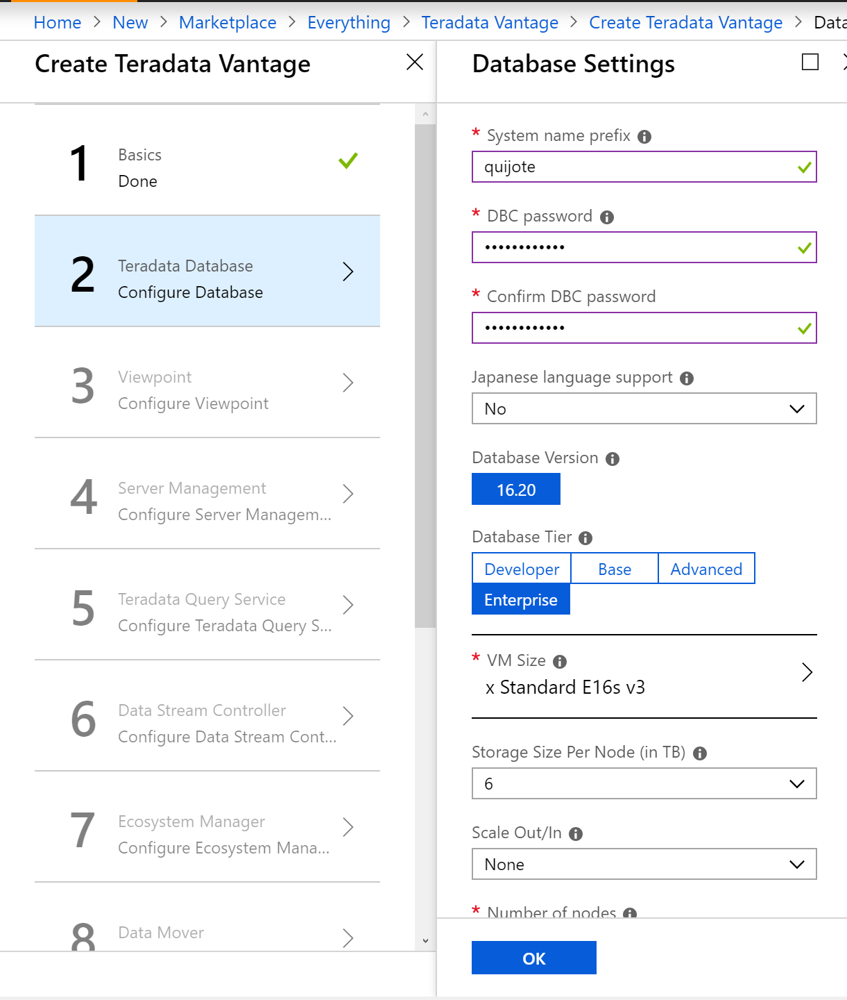 Home > New > Marketplace > Everything > Teradata Vantage > Create Teradata Vantage > Data
Create Teradata Vantage
1
Basics
Done
2
Teradata Database
Configure Database
3
Viewpoint
Configure Viewpoint
4
Server Management
Configure Server Managem...
5
Teradata Query Service
Configure Teradata Query S...
6
Data Stream Controller
Configure Data Stream Cont...
7
Ecosystem Manager
Configure Ecosystem Mana...
8
Data Mover
Database Settings
* System name prefix
quijote
* DBC password
••••••••••••
* Confirm DBC password
••••••••••••
Japanese language support
No
Database Version
16.20
Database Tier
Developer Base Advanced
Enterprise
* VM Size
x Standard E16s v3
Storage Size Per Node (in TB)
6
Scale Out/In
None
* Number of nodes
OK